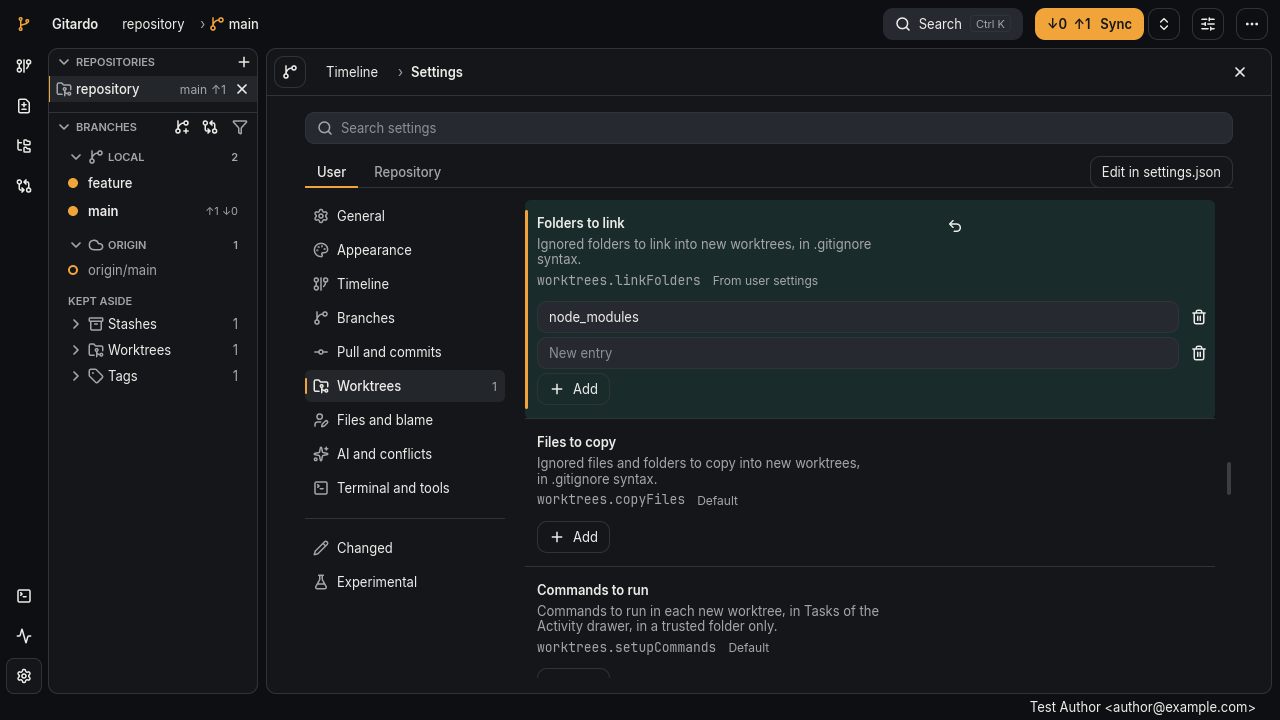 Gitardo repository › main
Search Ctrl K
↓0 ↑1 Sync
REPOSITORIES
repository main ↑1
BRANCHES
LOCAL 2
feature
main ↑1 ↓0
ORIGIN 1
origin/main
KEPT ASIDE
Stashes 1
Worktrees 1
Tags 1
Timeline › Settings
Search settings
User Repository
Edit in settings.json
General
Appearance
Timeline
Branches
Pull and commits
Worktrees 1
Files and blame
AI and conflicts
Terminal and tools
Changed
Experimental
Folders to link
Ignored folders to link into new worktrees, in .gitignore
syntax.
worktrees.linkFolders From user settings
node_modules
New entry
Add
Files to copy
Ignored files and folders to copy into new worktrees,
in .gitignore syntax.
worktrees.copyFiles Default
Add
Commands to run
Commands to run in each new worktree, in Tasks of the
Activity drawer, in a trusted folder only.
worktrees.setupCommands Default
Test Author <author@example.com>